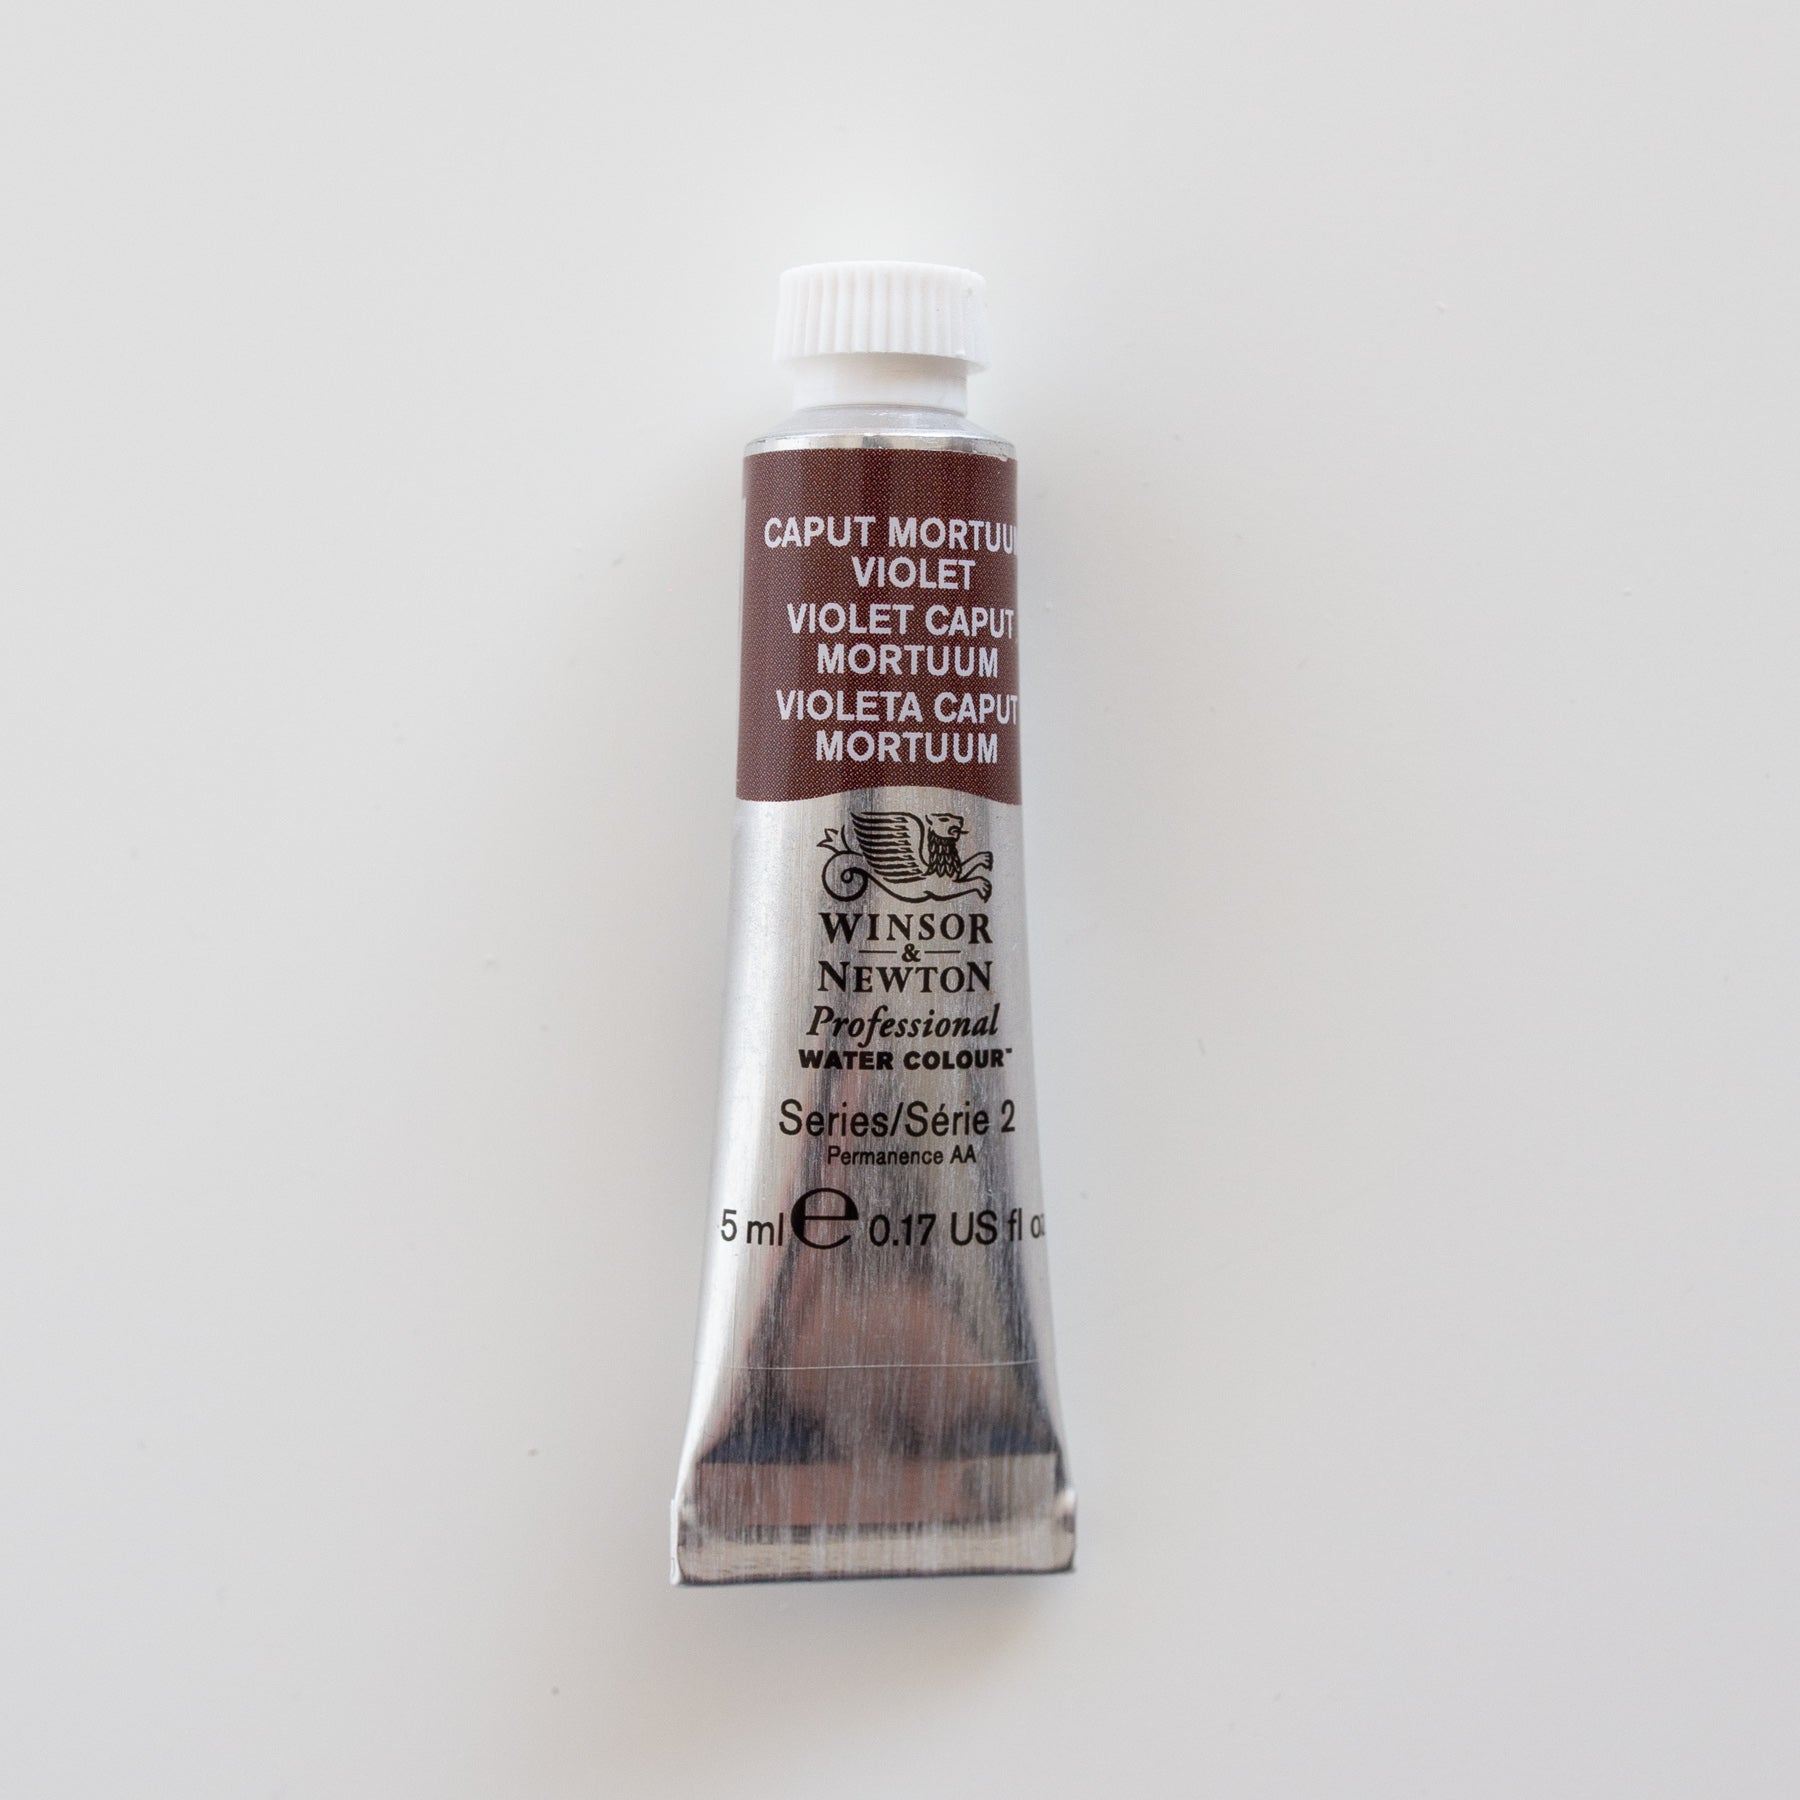 CAPUT MORTUUM
VIOLET
VIOLET CAPUT
MORTUUM
VIOLETA CAPUT
MORTUUM
WINSOR
&
NEWTON
Professional
WATER COLOUR™
Series/Série 2
Permanence AA
5 ml e 0.17 US fl oz